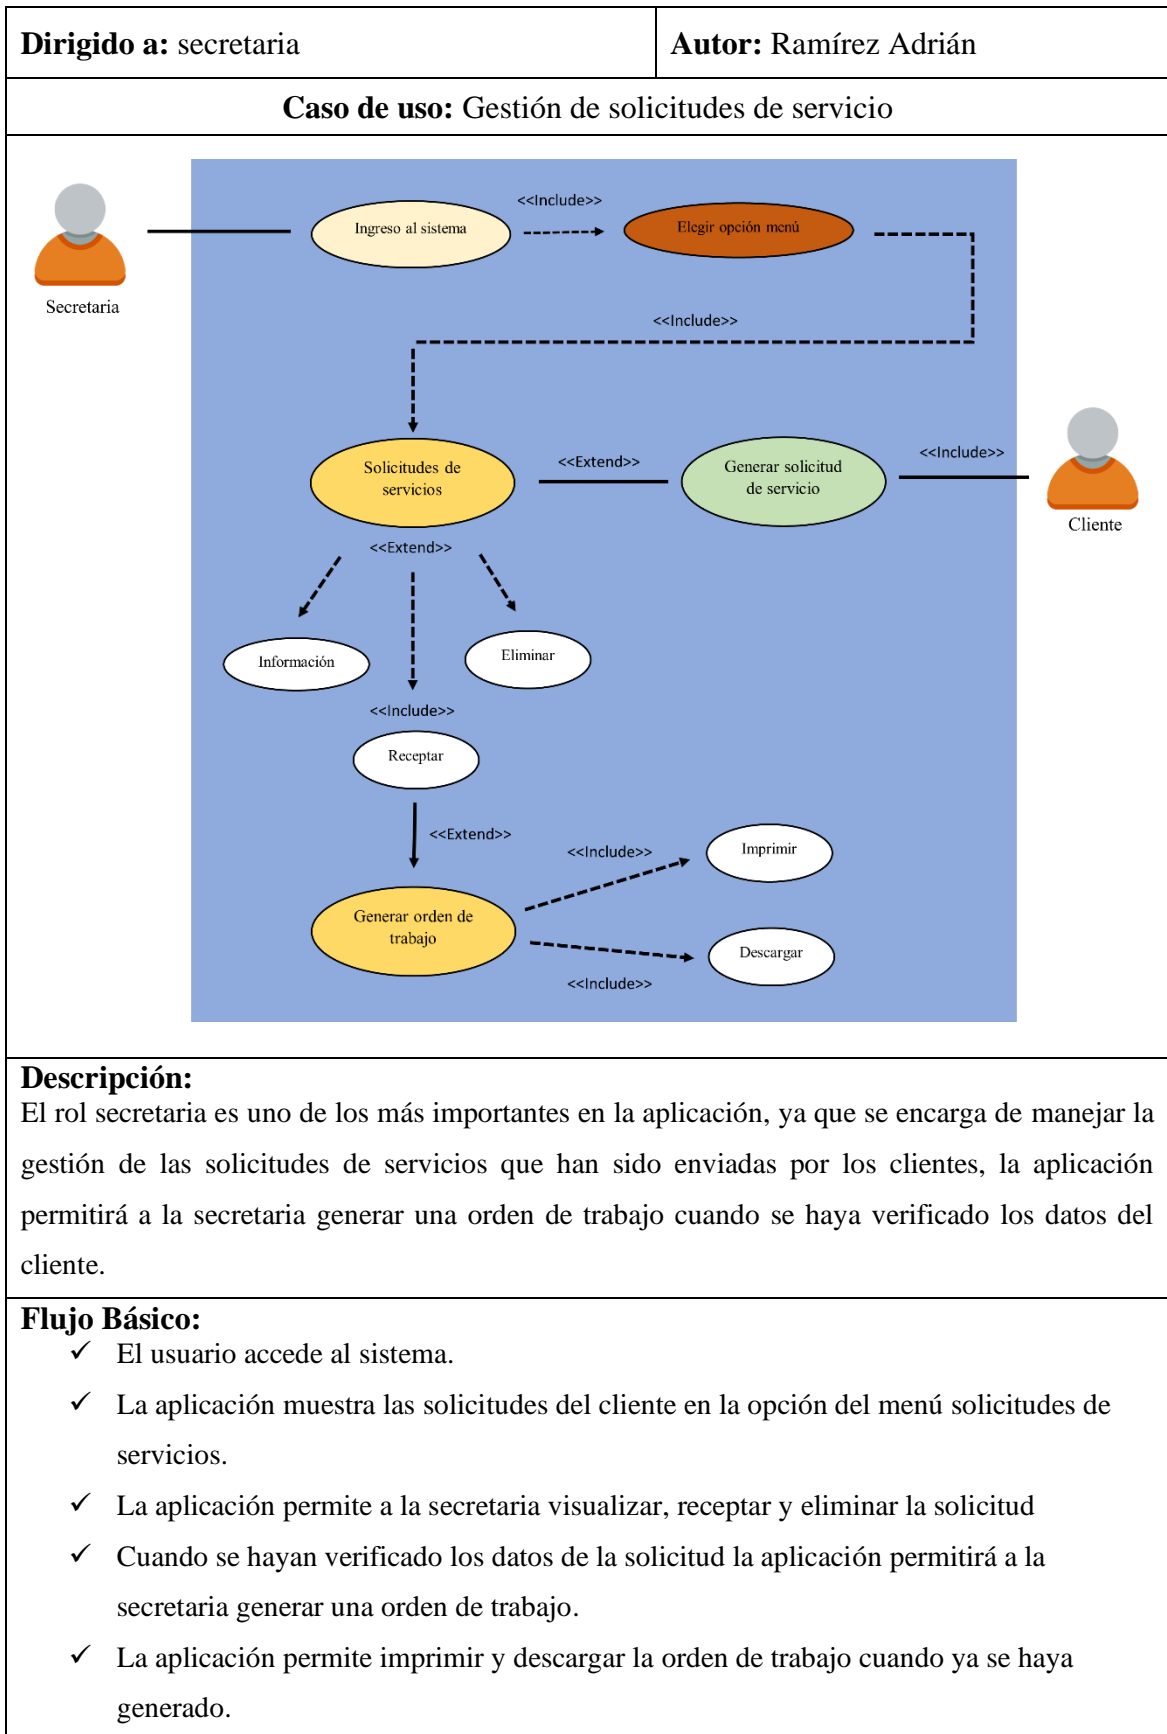 Dirigido a: secretaria
Autor: Ramírez Adrián
Caso de uso: Gestión de solicitudes de servicio
Secretaria
Ingreso al sistema
<<Include>>
Elegir opción menú
<<Include>>
Solicitudes de
servicios
<<Extend>>
Generar solicitud
de servicio
<<Include>>
Cliente
<<Extend>>
Información
Eliminar
<<Include>>
Receptar
<<Extend>>
Generar orden de
trabajo
<<Include>>
Imprimir
<<Include>>
Descargar
Descripción:
El rol secretaria es uno de los más importantes en la aplicación, ya que se encarga de manejar la
gestión de las solicitudes de servicios que han sido enviadas por los clientes, la aplicación
permitirá a la secretaria generar una orden de trabajo cuando se haya verificado los datos del
cliente.
Flujo Básico:
✓ El usuario accede al sistema.
✓ La aplicación muestra las solicitudes del cliente en la opción del menú solicitudes de
servicios.
✓ La aplicación permite a la secretaria visualizar, receptar y eliminar la solicitud
✓ Cuando se hayan verificado los datos de la solicitud la aplicación permitirá a la
secretaria generar una orden de trabajo.
✓ La aplicación permite imprimir y descargar la orden de trabajo cuando ya se haya
generado.